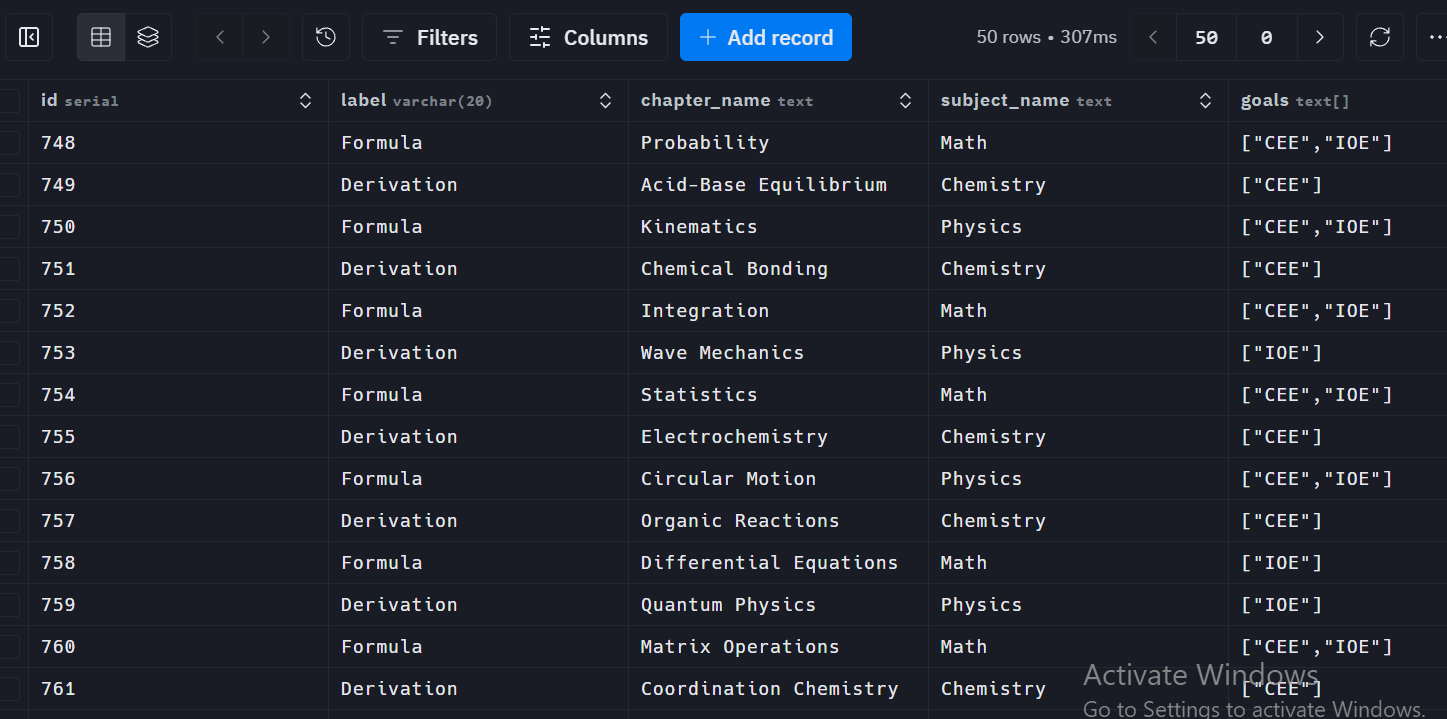 Filters Columns + Add record 50 rows • 307ms 50 0
id serial label varchar(20) chapter_name text subject_name text goals text[]
748 Formula Probability Math ["CEE","IOE"]
749 Derivation Acid-Base Equilibrium Chemistry ["CEE"]
750 Formula Kinematics Physics ["CEE","IOE"]
751 Derivation Chemical Bonding Chemistry ["CEE"]
752 Formula Integration Math ["CEE","IOE"]
753 Derivation Wave Mechanics Physics ["IOE"]
754 Formula Statistics Math ["CEE","IOE"]
755 Derivation Electrochemistry Chemistry ["CEE"]
756 Formula Circular Motion Physics ["CEE","IOE"]
757 Derivation Organic Reactions Chemistry ["CEE"]
758 Formula Differential Equations Math ["IOE"]
759 Derivation Quantum Physics Physics ["IOE"]
760 Formula Matrix Operations Math ["CEE","IOE"]
761 Derivation Coordination Chemistry Chemistry ["CEE"]
Activate Windows
Go to Settings to activate Windows.